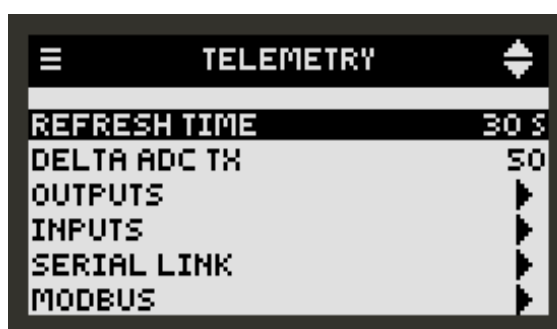 TELEMETRY
REFRESH TIME 30 S
DELTA ADC TX 50
OUTPUTS
INPUTS
SERIAL LINK
MODBUS